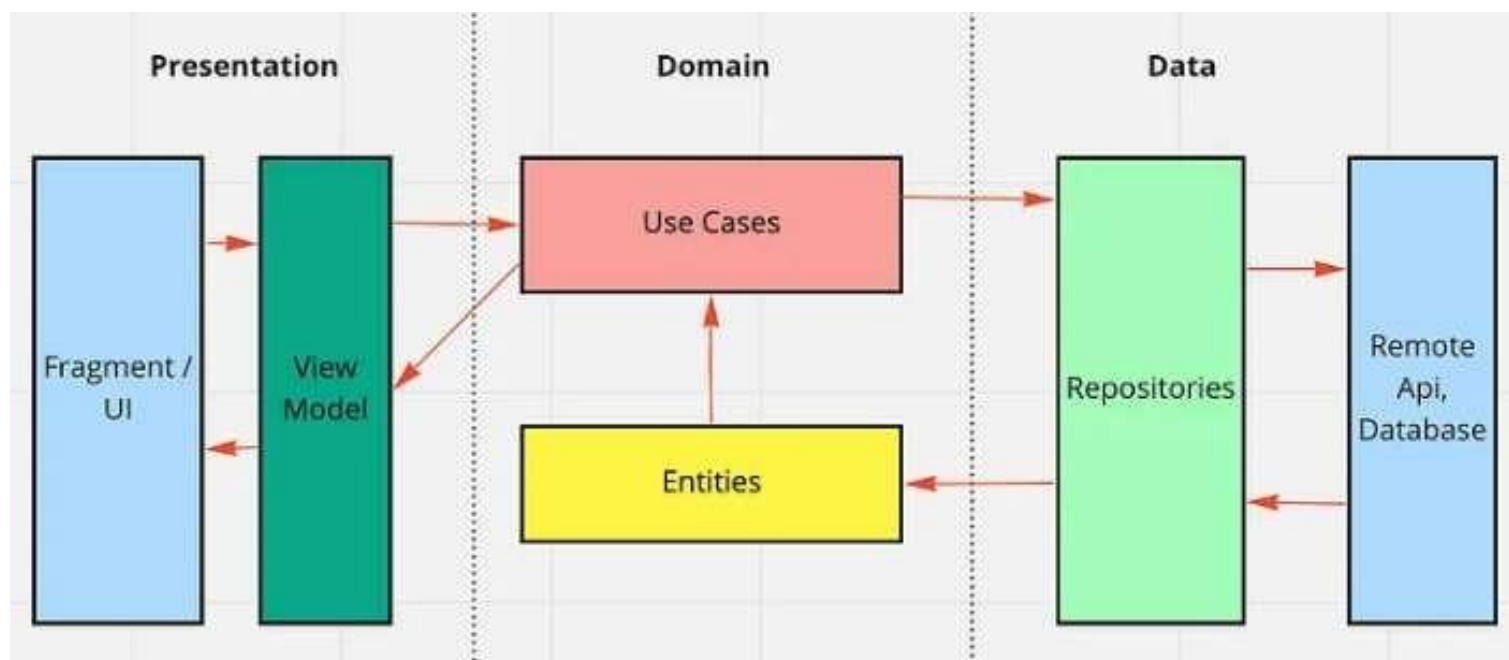 Presentation
Domain
Data
Fragment /
UI
View
Model
Use Cases
Entities
Repositories
Remote
Api,
Database